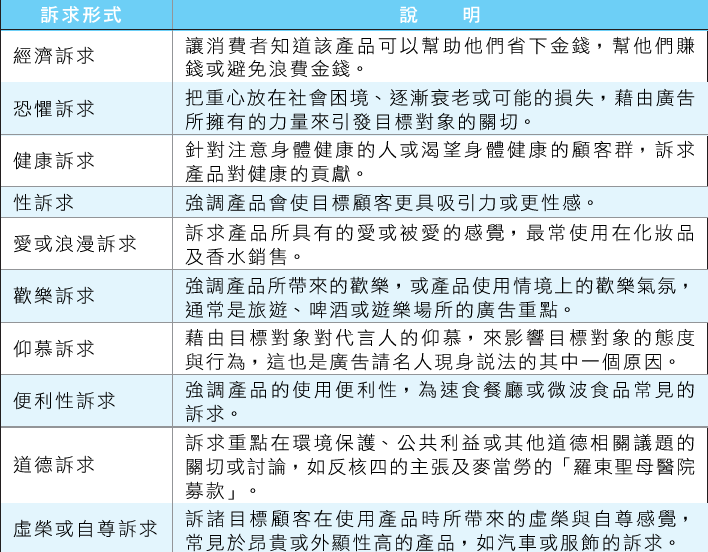 訴求形式 說明
經濟訴求
讓消費者知道該產品可以幫助他們省下金錢，幫他們賺
錢或避免浪費金錢。
恐懼訴求
把重心放在社會困境、逐漸衰老或可能的損失，藉由廣告
所擁有的力量來引發目標對象的關切。
健康訴求
針對注意身體健康的人或渴望身體健康的顧客群，訴求
產品對健康的貢獻。
性訴求
強調產品會使目標顧客更具吸引力或更性感。
愛或浪漫訴求
訴求產品所具有的愛或被愛的感覺，最常使用在化妝品
及香水銷售。
歡樂訴求
強調產品所帶來的歡樂，或產品使用情境上的歡樂氣氛，
通常是旅遊、啤酒或遊樂場所的廣告重點。
仰慕訴求
藉由目標對象對代言人的仰慕，來影響目標對象的態度
與行為，這也是廣告請名人現身說法的其中一個原因。
便利性訴求
強調產品的使用便利性，為速食餐廳或微波食品常見的
訴求。
道德訴求
訴求重點在環境保護、公共利益或其他道德相關議題的
關切或討論，如反核四的主張及麥當勞的「羅東聖母醫院
募款」。
虛榮或自尊訴求
訴諸目標顧客在使用產品時所帶來的虛榮與自尊感覺，
常見於昂貴或外顯性高的產品，如汽車或服飾的訴求。